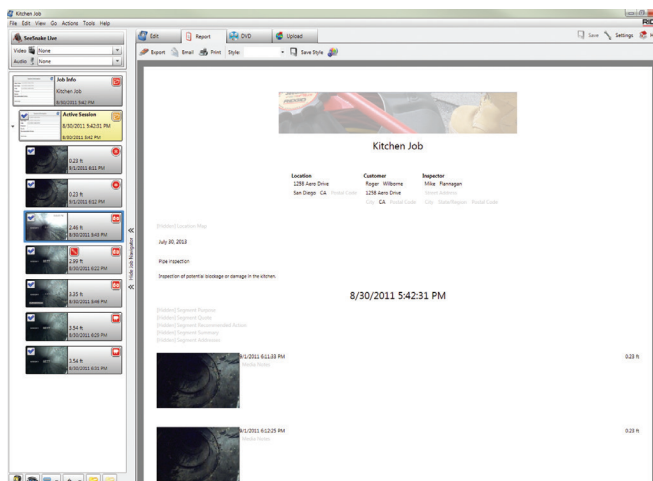 Kitchen Job
File Edit View Go Actions Tools Help
SeeSnake Live
Video None
Audio None
Job Info
Kitchen Job
8/30/2011 5:42 PM
Active Session
8/30/2011 5:42:31 PM
8/30/2011 5:42 PM
0.23 ft
9/1/2011 6:11 PM
0.23 ft
9/1/2011 6:12 PM
2.46 ft
8/30/2011 5:43 PM
2.99 ft
8/30/2011 6:22 PM
3.35 ft
8/30/2011 5:46 PM
3.54 ft
8/30/2011 6:25 PM
3.54 ft
8/30/2011 6:31 PM
Hide Job Navigator
Edit Report DVD Upload
Save Settings
Export Email Print Style: Save Style
Kitchen Job
Location Customer Inspector
1258 Aero Drive Roger Wilborne Mike Flannagan
San Diego CA Postal Code 1258 Aero Drive Street Address
City CA Postal Code City State/Region Postal Code
[Hidden] Location Map
July 30, 2013
Pipe Inspection
Inspection of potential blockage or damage in the kitchen.
8/30/2011 5:42:31 PM
[Hidden] Segment Purpose
[Hidden] Segment Quote
[Hidden] Segment Recommended Action
[Hidden] Segment Summary
[Hidden] Segment Addresses
9/1/2011 6:11:33 PM 0.23 ft
Media Notes
9/1/2011 6:12:25 PM 0.23 ft
Media Notes